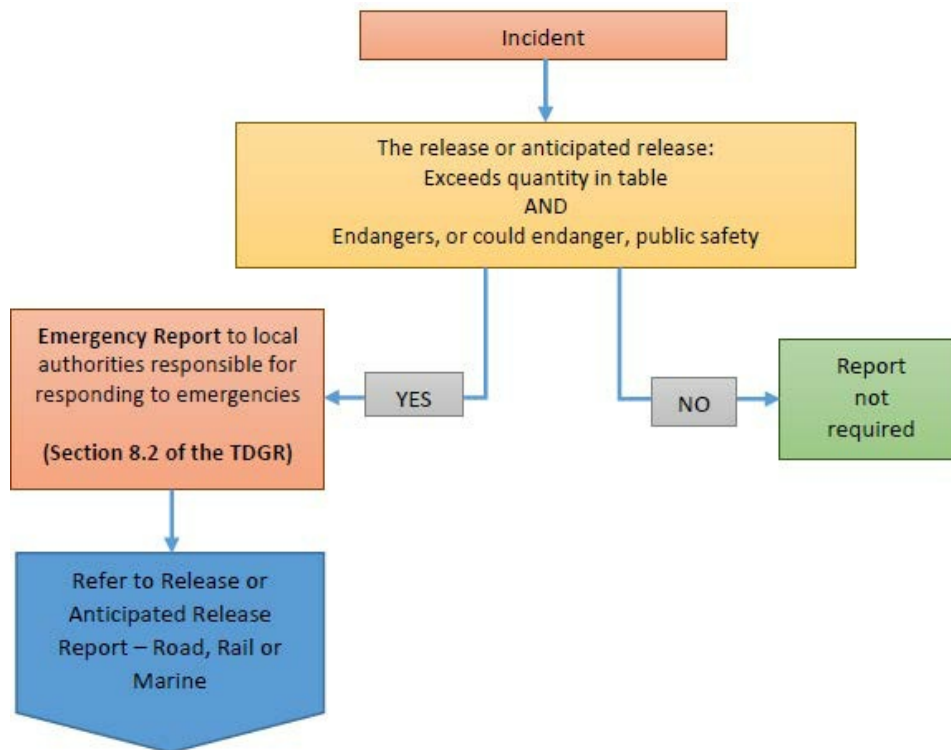 Incident
The release or anticipated release:
Exceeds quantity in table
AND
Endangers, or could endanger, public safety
Emergency Report to local
authorities responsible for
responding to emergencies
(Section 8.2 of the TDGR)
YES
NO
Report
not
required
Refer to Release or
Anticipated Release
Report – Road, Rail or
Marine